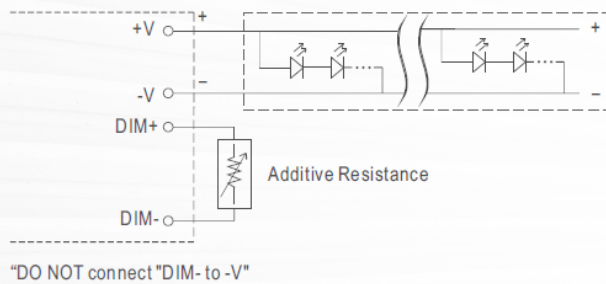 +V
+
+
-V
−
−
DIM+
Additive Resistance
DIM-
“DO NOT connect "DIM- to -V"